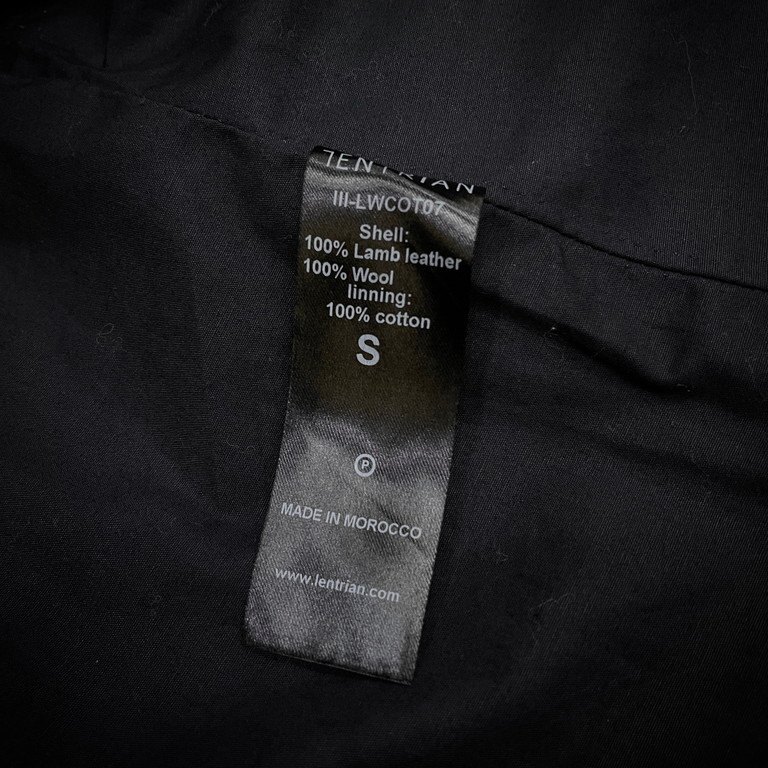 LENTRIAN
III-LWCOT07
Shell:
100% Lamb leather
100% Wool
linning:
100% cotton
S
P
MADE IN MOROCCO
www.lentrian.com